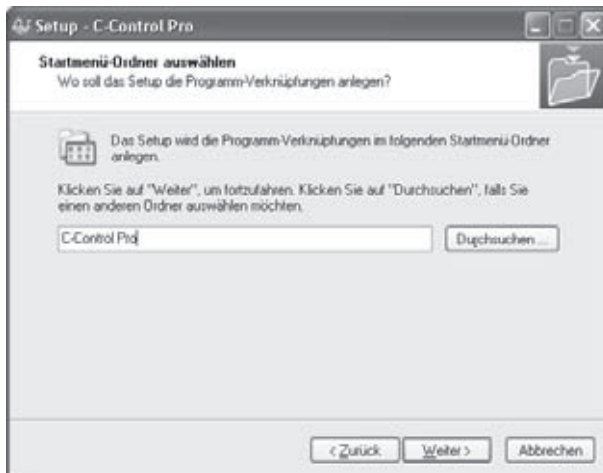 Setup - C-Control Pro
Startmenü-Ordner auswählen
Wo soll das Setup die Programm-Verknüpfungen anlegen?
Das Setup wird die Programm-Verknüpfungen im folgenden Startmenü-Ordner
anlegen.
Klicken Sie auf "Weiter", um fortzufahren. Klicken Sie auf "Durchsuchen", falls Sie
einen anderen Ordner auswählen möchten.
C-Control Pro
Durchsuchen ...
< Zurück
Weiter >
Abbrechen